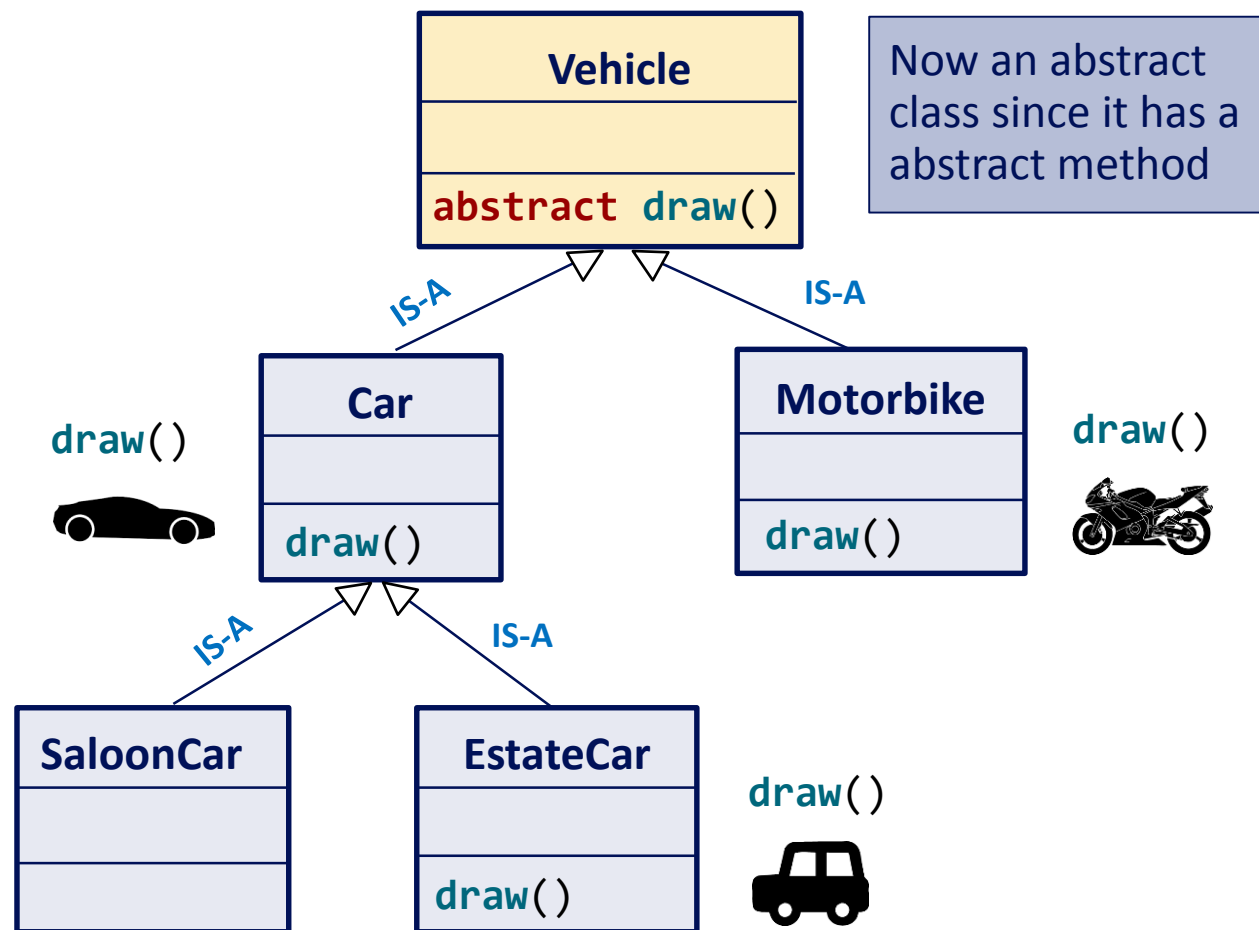 Vehicle
abstract draw()
Now an abstract
class since it has a
abstract method
IS-A
IS-A
Car
draw()
Motorbike
draw()
draw()
draw()
IS-A
IS-A
SaloonCar
EstateCar
draw()
draw()